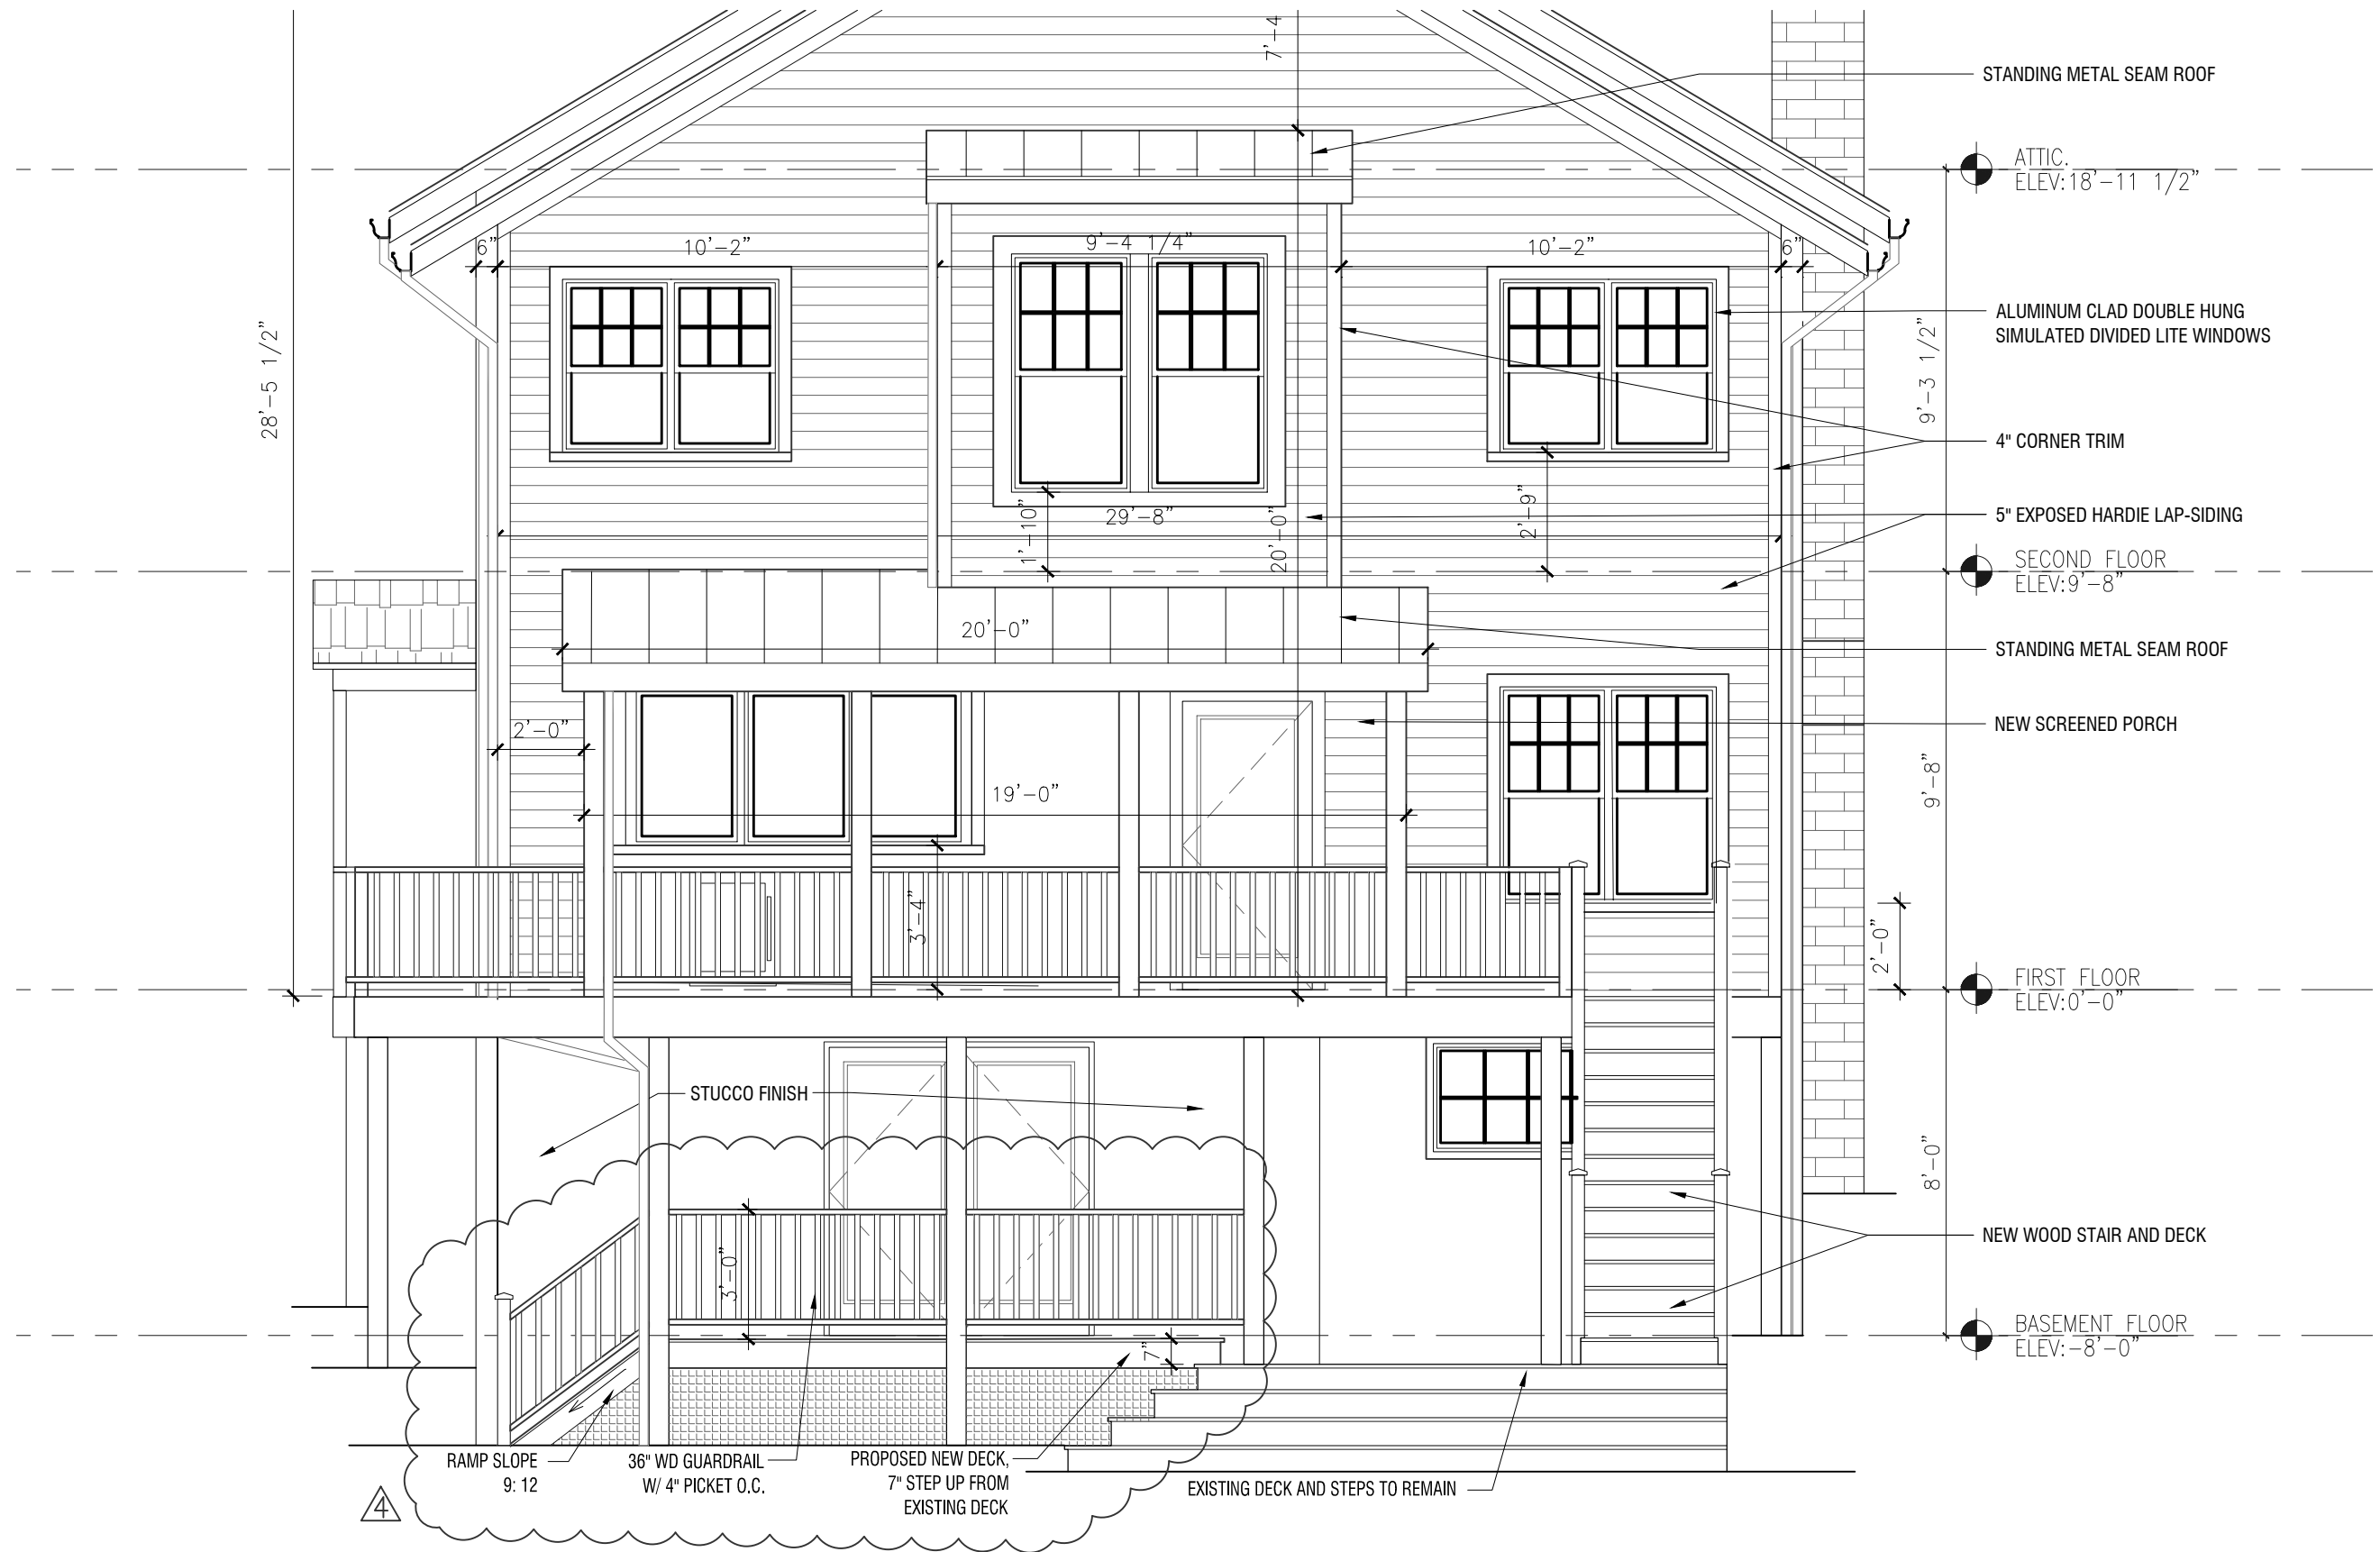 7'-4
STANDING METAL SEAM ROOF
ATTIC.
ELEV:18'-11 1/2"
6"
10'-2"
9'-4 1/4"
10'-2"
6"
28'-5 1/2"
ALUMINUM CLAD DOUBLE HUNG
SIMULATED DIVIDED LITE WINDOWS
9'-3 1/2"
4" CORNER TRIM
1'-10"
29'-8"
20'-0"
2'-9"
5" EXPOSED HARDIE LAP-SIDING
SECOND FLOOR
ELEV:9'-8"
20'-0"
STANDING METAL SEAM ROOF
2'-0"
NEW SCREENED PORCH
19'-0"
9'-8"
3'-4"
2'-0"
FIRST FLOOR
ELEV:0'-0"
STUCCO FINISH
8'-0"
NEW WOOD STAIR AND DECK
3'-0"
BASEMENT FLOOR
ELEV:-8'-0"
7"
RAMP SLOPE
9: 12
36" WD GUARDRAIL
W/ 4" PICKET O.C.
PROPOSED NEW DECK,
7" STEP UP FROM
EXISTING DECK
EXISTING DECK AND STEPS TO REMAIN
4